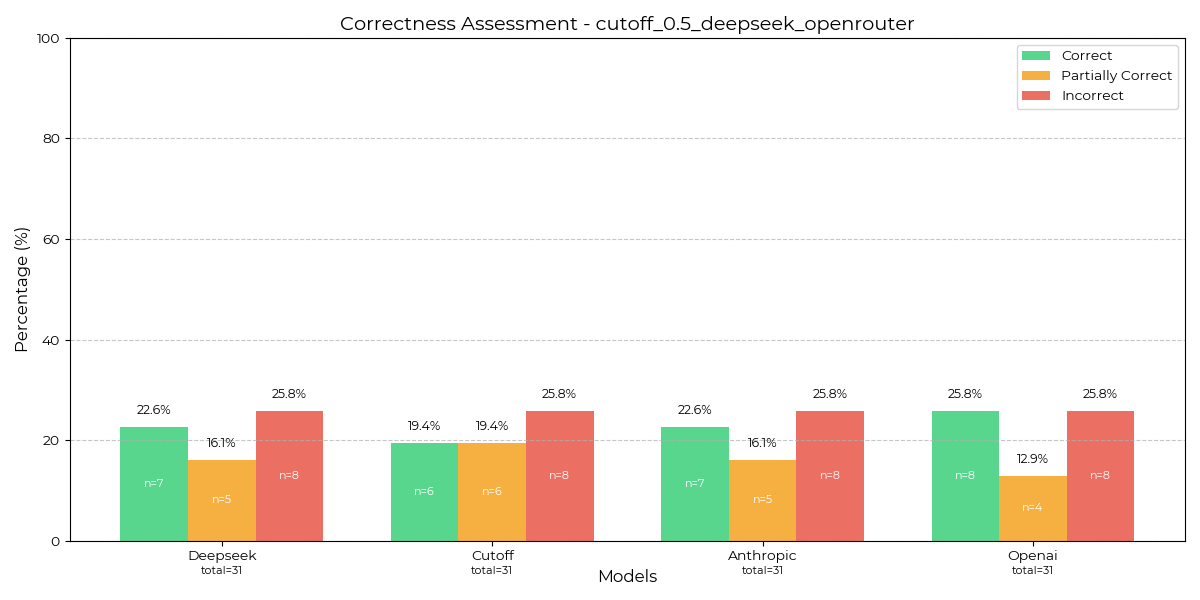 Correctness Assessment - cutoff_0.5_deepseek_openrouter
Correct
Partially Correct
Incorrect
Percentage (%)
100
80
60
40
20
0
22.6%
16.1%
25.8%
19.4%
19.4%
25.8%
22.6%
16.1%
25.8%
25.8%
12.9%
25.8%
n=7
n=5
n=8
n=6
n=6
n=8
n=7
n=5
n=8
n=8
n=4
n=8
Deepseek
total=31
Cutoff
total=31
Anthropic
total=31
Openai
total=31
Models